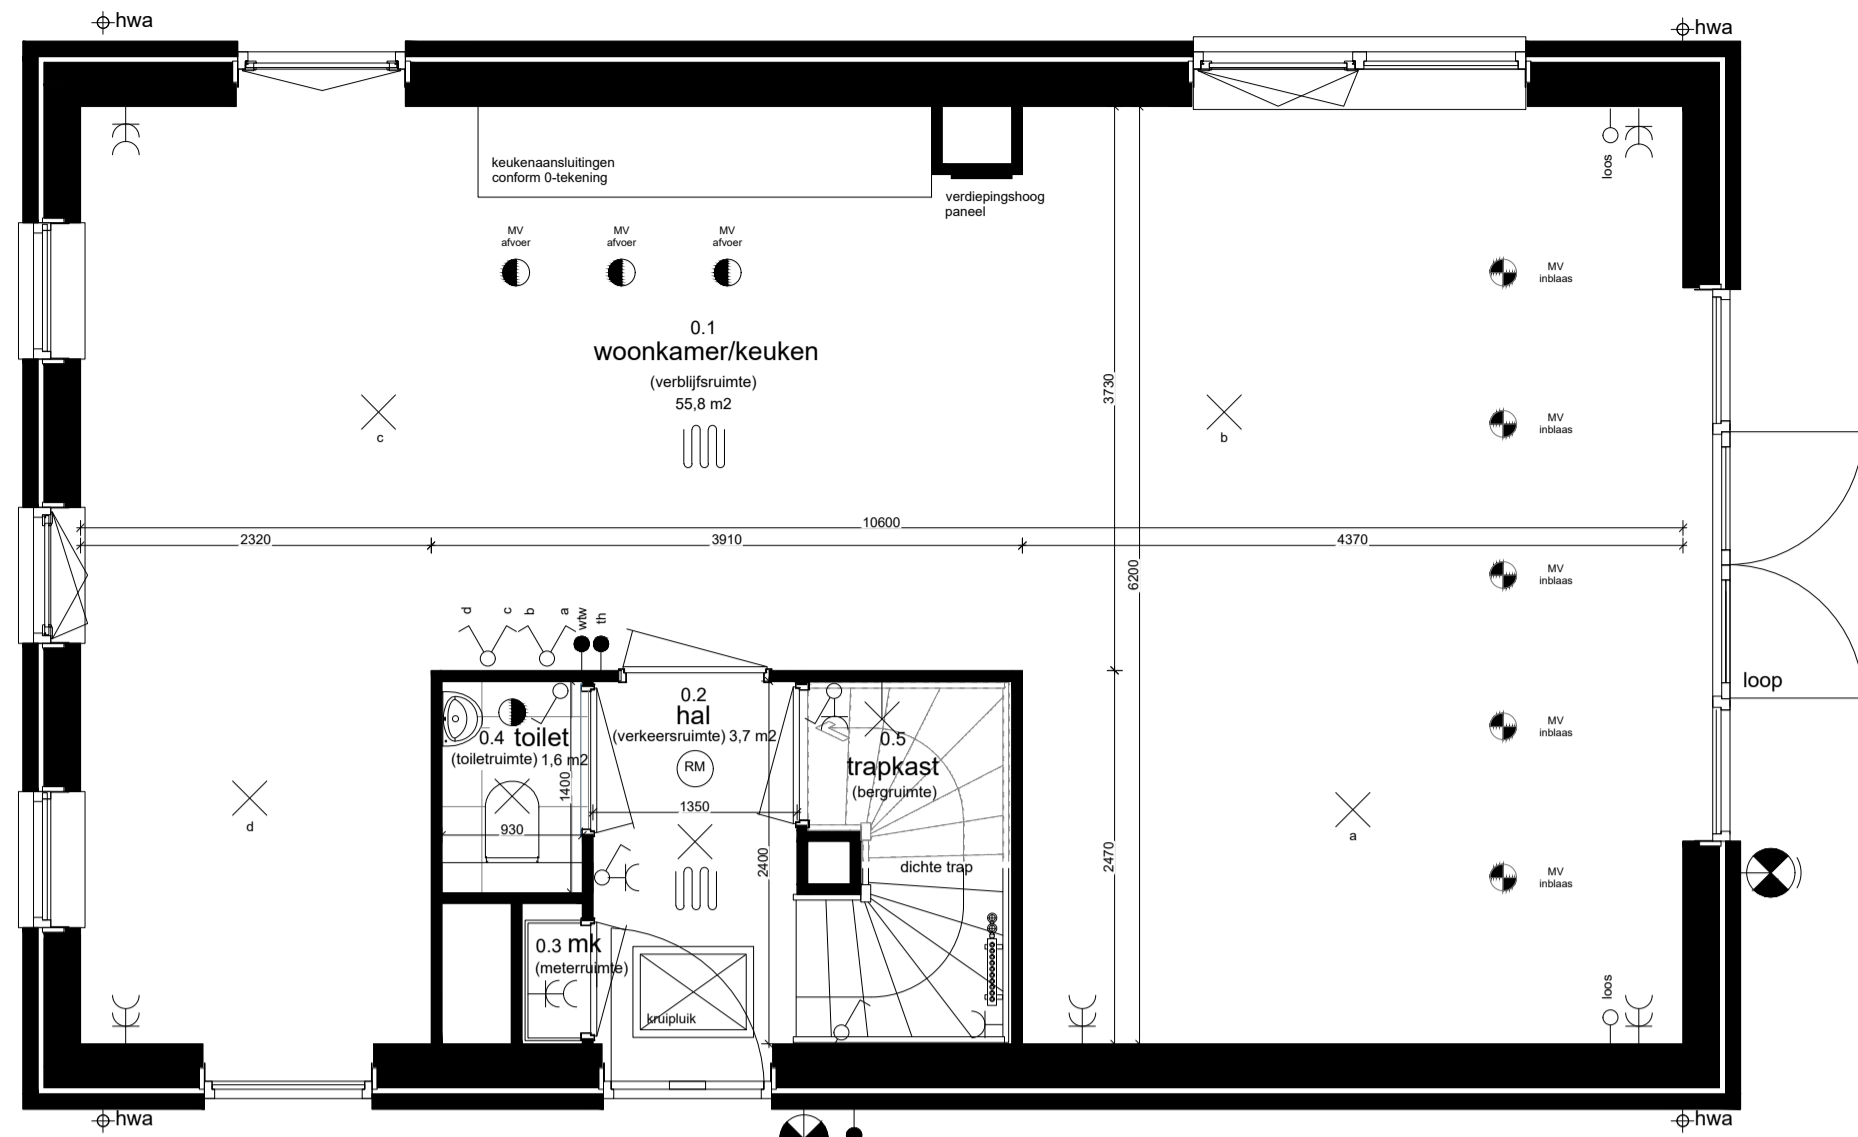 hwa
hwa
keukenaansluitingen
conform 0-tekening
verdiepingshoog
paneel
loos
MV
afvoer
MV
afvoer
MV
afvoer
MV
inblaas
0.1
woonkamer/keuken
(verblijfsruimte)
55,8 m2
3730
c
b
MV
inblaas
10600
2320
3910
4370
6200
MV
inblaas
d
c
b
a
wtw
th
loop
0.2
hal
(verkeersruimte) 3,7 m2
RM
0.4 toilet
(toiletruimte) 1,6 m2
1400
930
1350
2400
0.5
trapkast
(bergruimte)
dichte trap
MV
inblaas
d
a
2470
MV
inblaas
0.3 mk
(meterruimte)
kruipluik
loos
hwa
hwa